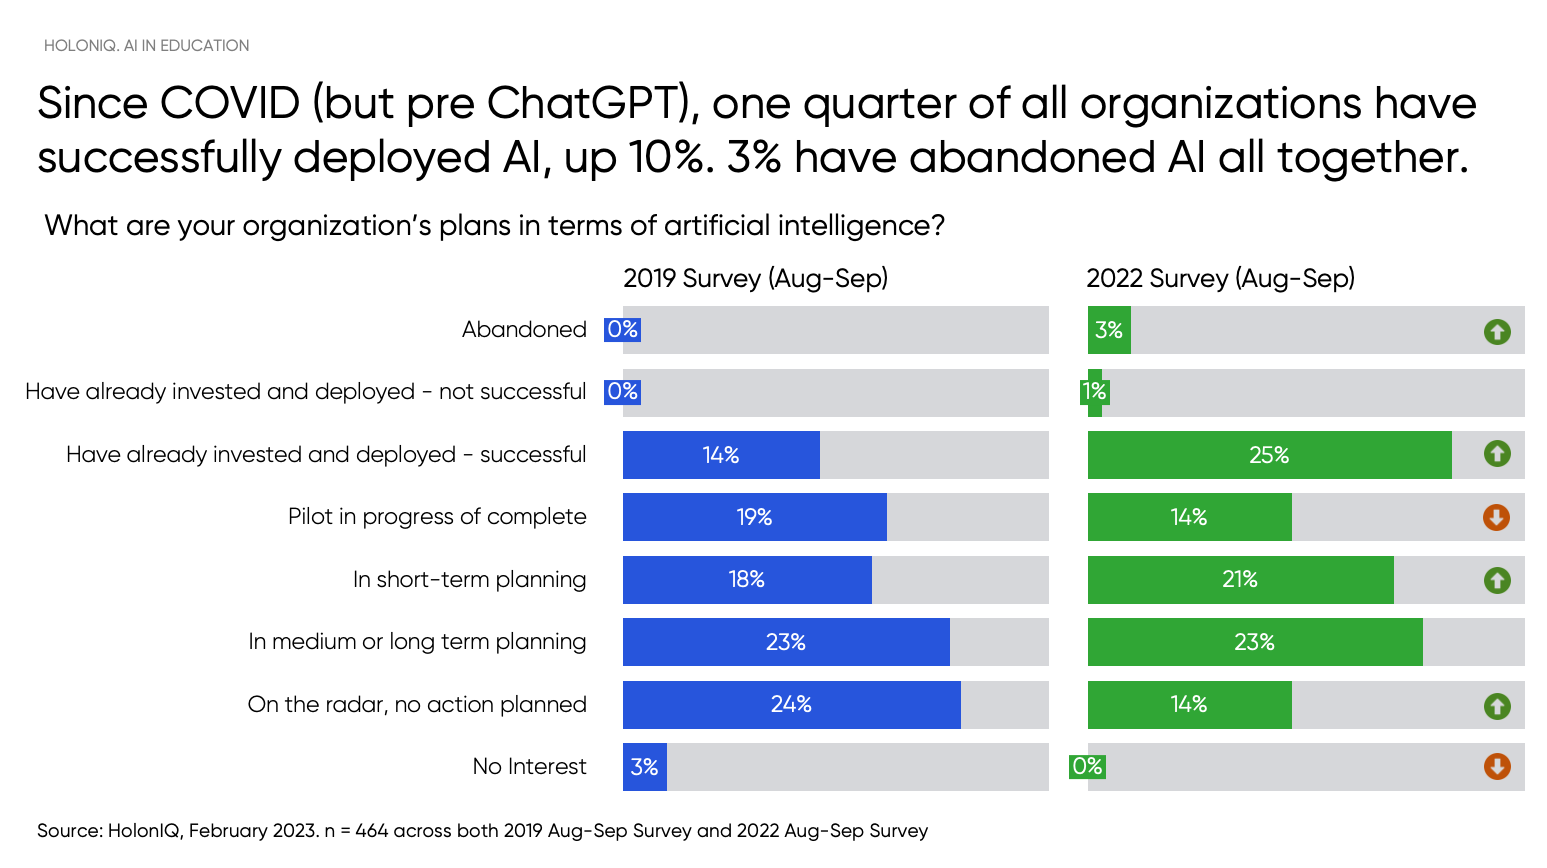 HOLONIQ. AI IN EDUCATION
Since COVID (but pre ChatGPT), one quarter of all organizations have
successfully deployed AI, up 10%. 3% have abandoned AI all together.
What are your organization’s plans in terms of artificial intelligence?
2019 Survey (Aug-Sep) 2022 Survey (Aug-Sep)
Abandoned 0% 3%
Have already invested and deployed - not successful 0% 1%
Have already invested and deployed - successful 14% 25%
Pilot in progress of complete 19% 14%
In short-term planning 18% 21%
In medium or long term planning 23% 23%
On the radar, no action planned 24% 14%
No Interest 3% 0%
Source: HolonIQ, February 2023. n = 464 across both 2019 Aug-Sep Survey and 2022 Aug-Sep Survey